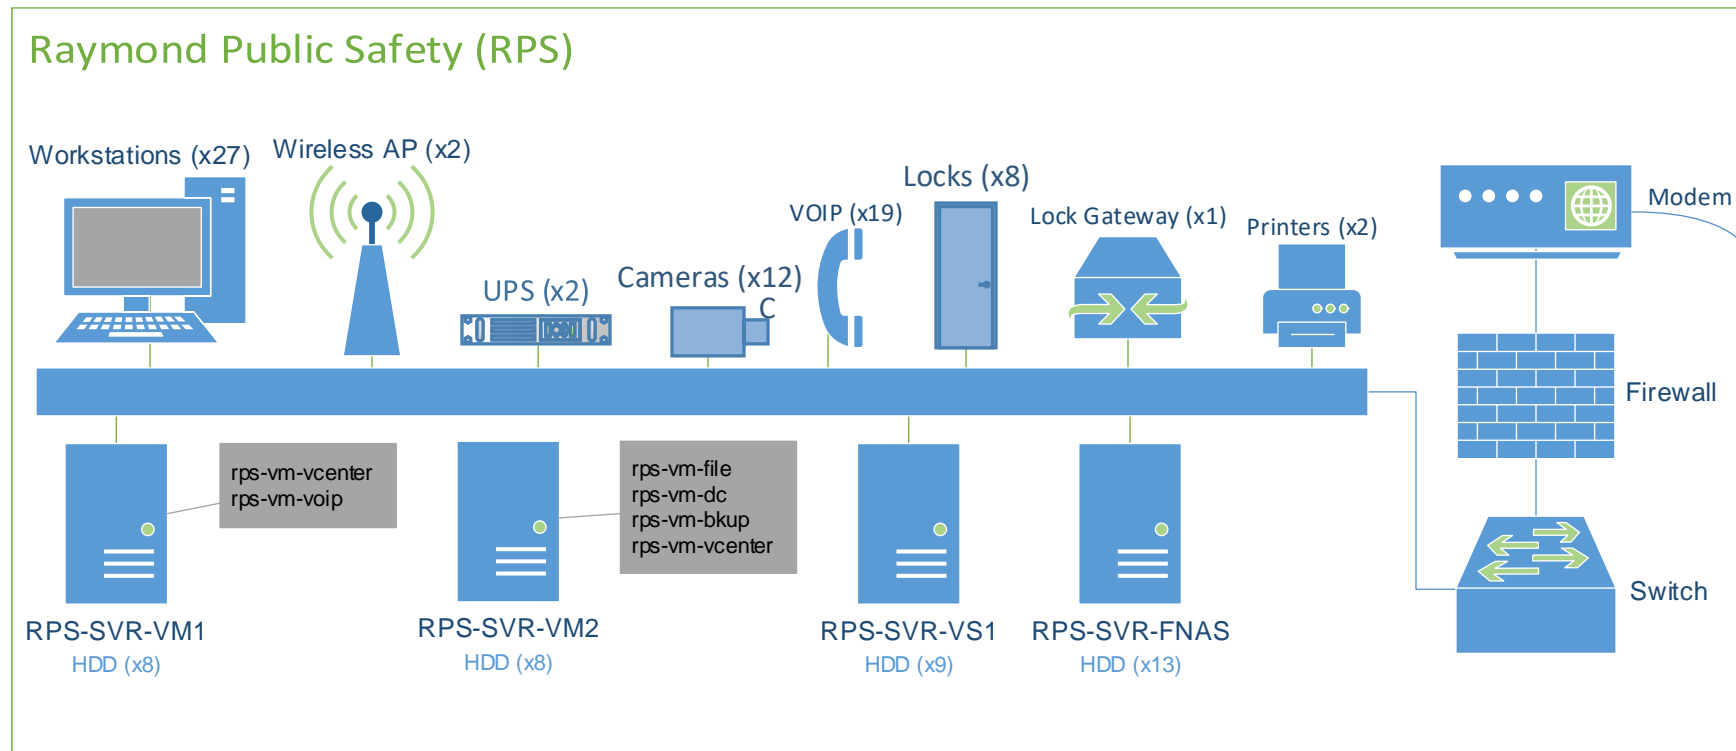 Raymond Public Safety (RPS)
Workstations (x27)
Wireless AP (x2)
UPS (x2)
Cameras (x12)
C
VOIP (x19)
Locks (x8)
Lock Gateway (x1)
Printers (x2)
Modem
Firewall
Switch
rps-vm-vcenter
rps-vm-voip
rps-vm-file
rps-vm-dc
rps-vm-bkup
rps-vm-vcenter
RPS-SVR-VM1
HDD (x8)
RPS-SVR-VM2
HDD (x8)
RPS-SVR-VS1
HDD (x9)
RPS-SVR-FNAS
HDD (x13)